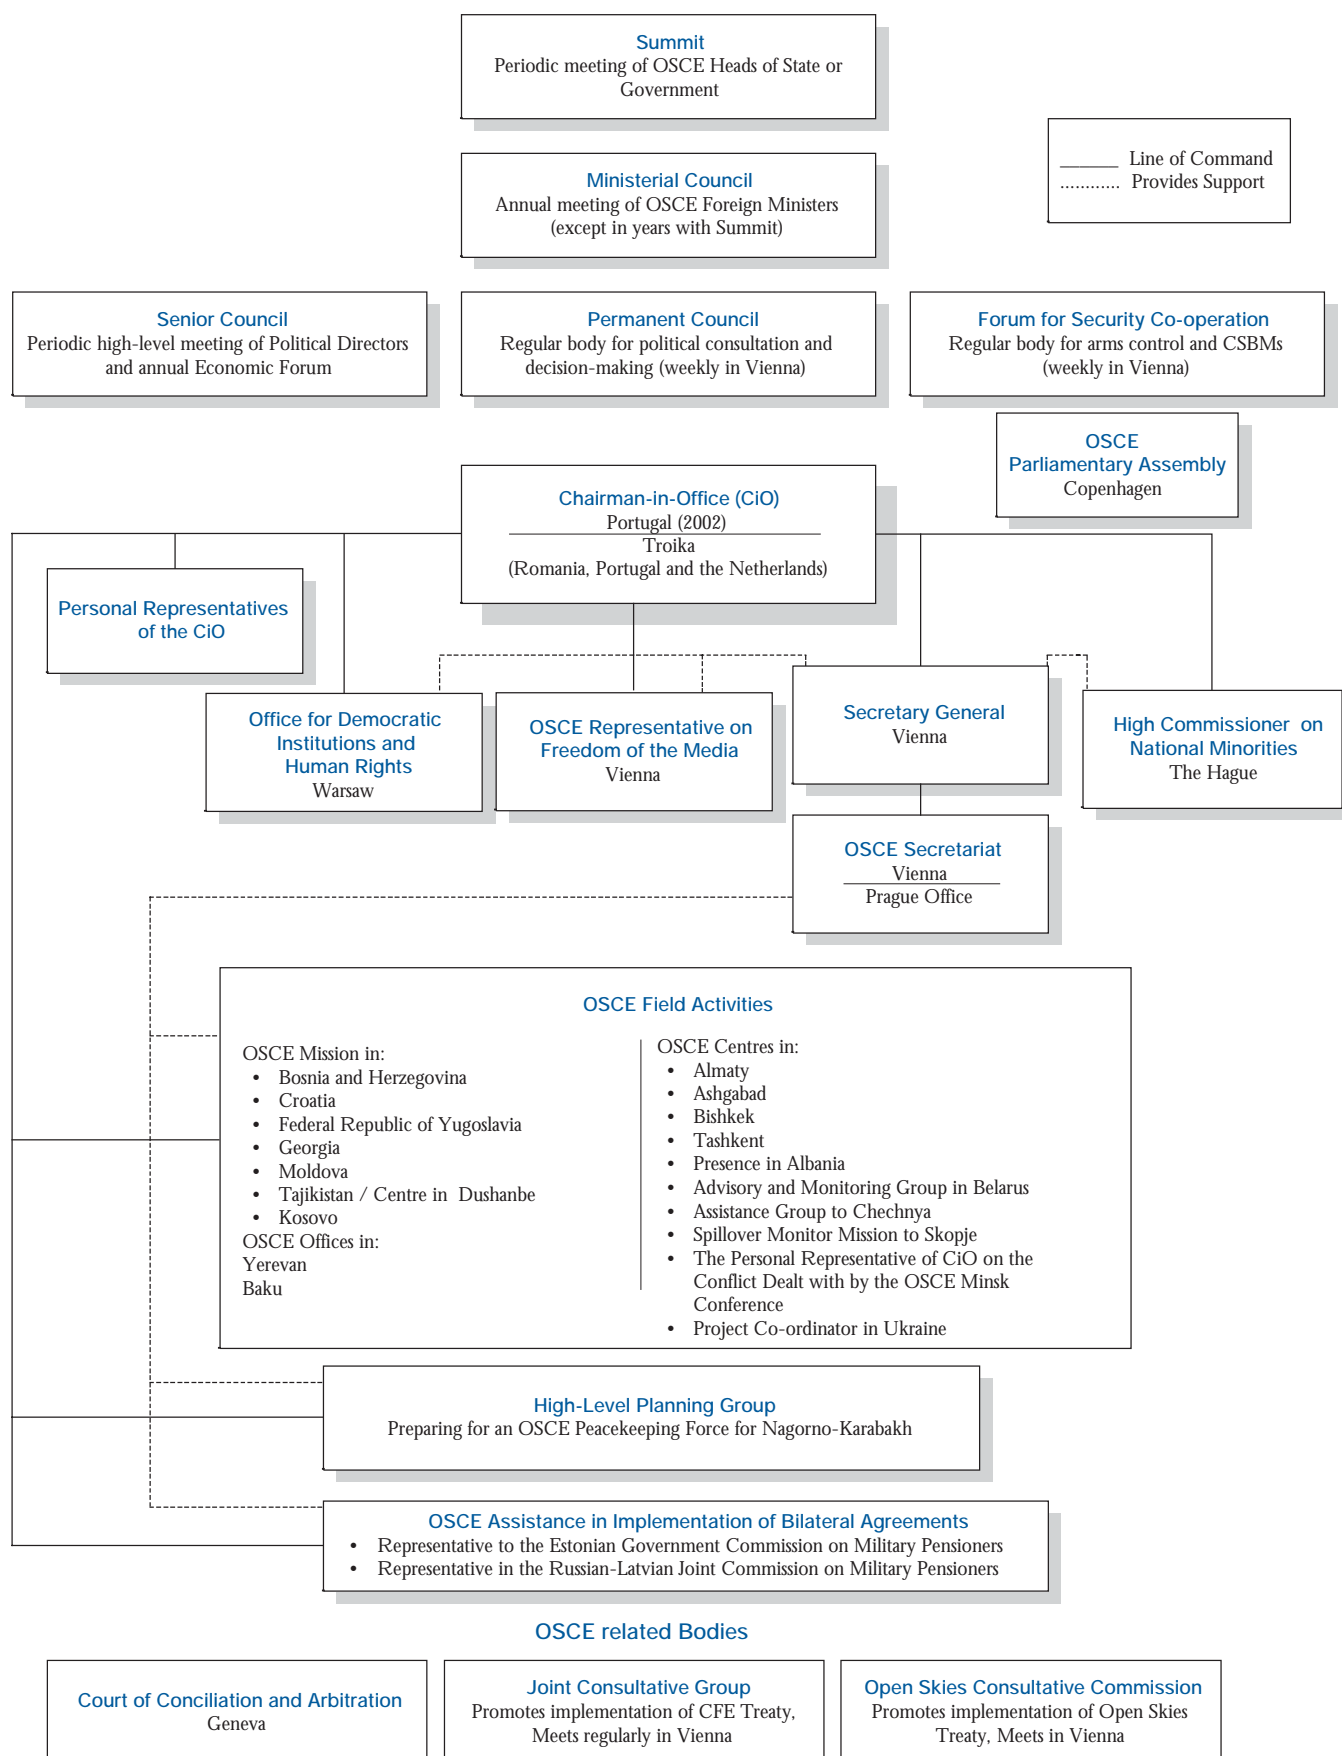 Summit
Periodic meeting of OSCE Heads of State or
Government
______ Line of Command
............ Provides Support
Ministerial Council
Annual meeting of OSCE Foreign Ministers
(except in years with Summit)
Senior Council
Periodic high-level meeting of Political Directors
and annual Economic Forum
Permanent Council
Regular body for political consultation and
decision-making (weekly in Vienna)
Forum for Security Co-operation
Regular body for arms control and CSBMs
(weekly in Vienna)
OSCE
Parliamentary Assembly
Copenhagen
Chairman-in-Office (CiO)
Portugal (2002)
Troika
(Romania, Portugal and the Netherlands)
Personal Representatives
of the CiO
Office for Democratic
Institutions and
Human Rights
Warsaw
OSCE Representative on
Freedom of the Media
Vienna
Secretary General
Vienna
High Commissioner on
National Minorities
The Hague
OSCE Secretariat
Vienna
Prague Office
OSCE Field Activities
OSCE Mission in:
• Bosnia and Herzegovina
• Croatia
• Federal Republic of Yugoslavia
• Georgia
• Moldova
• Tajikistan / Centre in Dushanbe
• Kosovo
OSCE Offices in:
Yerevan
Baku
OSCE Centres in:
• Almaty
• Ashgabad
• Bishkek
• Tashkent
• Presence in Albania
• Advisory and Monitoring Group in Belarus
• Assistance Group to Chechnya
• Spillover Monitor Mission to Skopje
• The Personal Representative of CiO on the
Conflict Dealt with by the OSCE Minsk
Conference
• Project Co-ordinator in Ukraine
High-Level Planning Group
Preparing for an OSCE Peacekeeping Force for Nagorno-Karabakh
OSCE Assistance in Implementation of Bilateral Agreements
• Representative to the Estonian Government Commission on Military Pensioners
• Representative in the Russian-Latvian Joint Commission on Military Pensioners
OSCE related Bodies
Court of Conciliation and Arbitration
Geneva
Joint Consultative Group
Promotes implementation of CFE Treaty,
Meets regularly in Vienna
Open Skies Consultative Commission
Promotes implementation of Open Skies
Treaty, Meets in Vienna